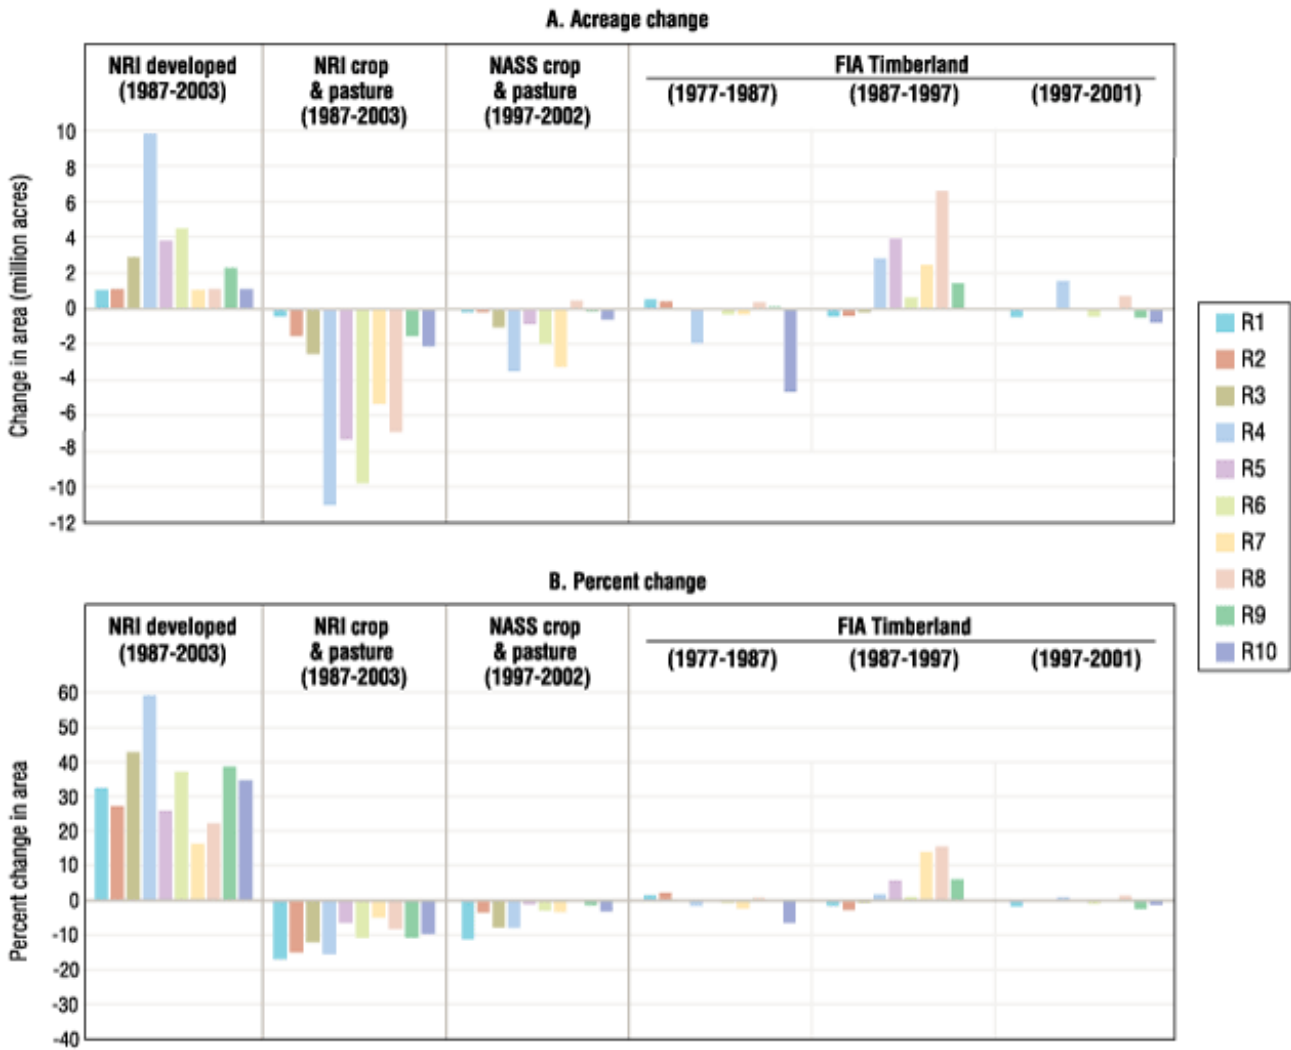 A. Acreage change
NRI developed
(1987-2003)
NRI crop
& pasture
(1987-2003)
NASS crop
& pasture
(1997-2002)
FIA Timberland
(1977-1987)
(1987-1997)
(1997-2001)
Change in area (million acres)
10
8
6
4
2
0
-2
-4
-6
-8
-10
-12
B. Percent change
NRI developed
(1987-2003)
NRI crop
& pasture
(1987-2003)
NASS crop
& pasture
(1997-2002)
FIA Timberland
(1977-1987)
(1987-1997)
(1997-2001)
Percent change in area
60
50
40
30
20
10
0
-10
-20
-30
-40
R1
R2
R3
R4
R5
R6
R7
R8
R9
R10